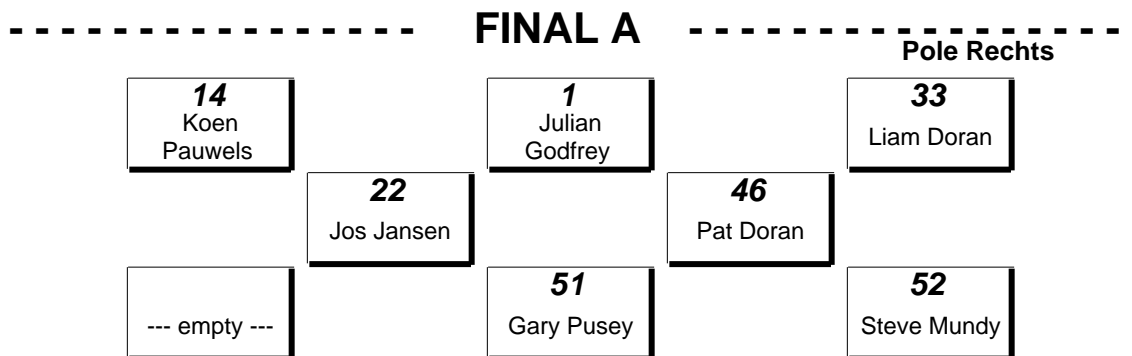 - - - - - - - - - - - - - - - - - FINAL A - - - - - - - - - - - - - - - - - -
Pole Rechts
14
Koen
Pauwels
1
Julian
Godfrey
33
Liam Doran
22
Jos Jansen
46
Pat Doran
--- empty ---
51
Gary Pusey
52
Steve Mundy